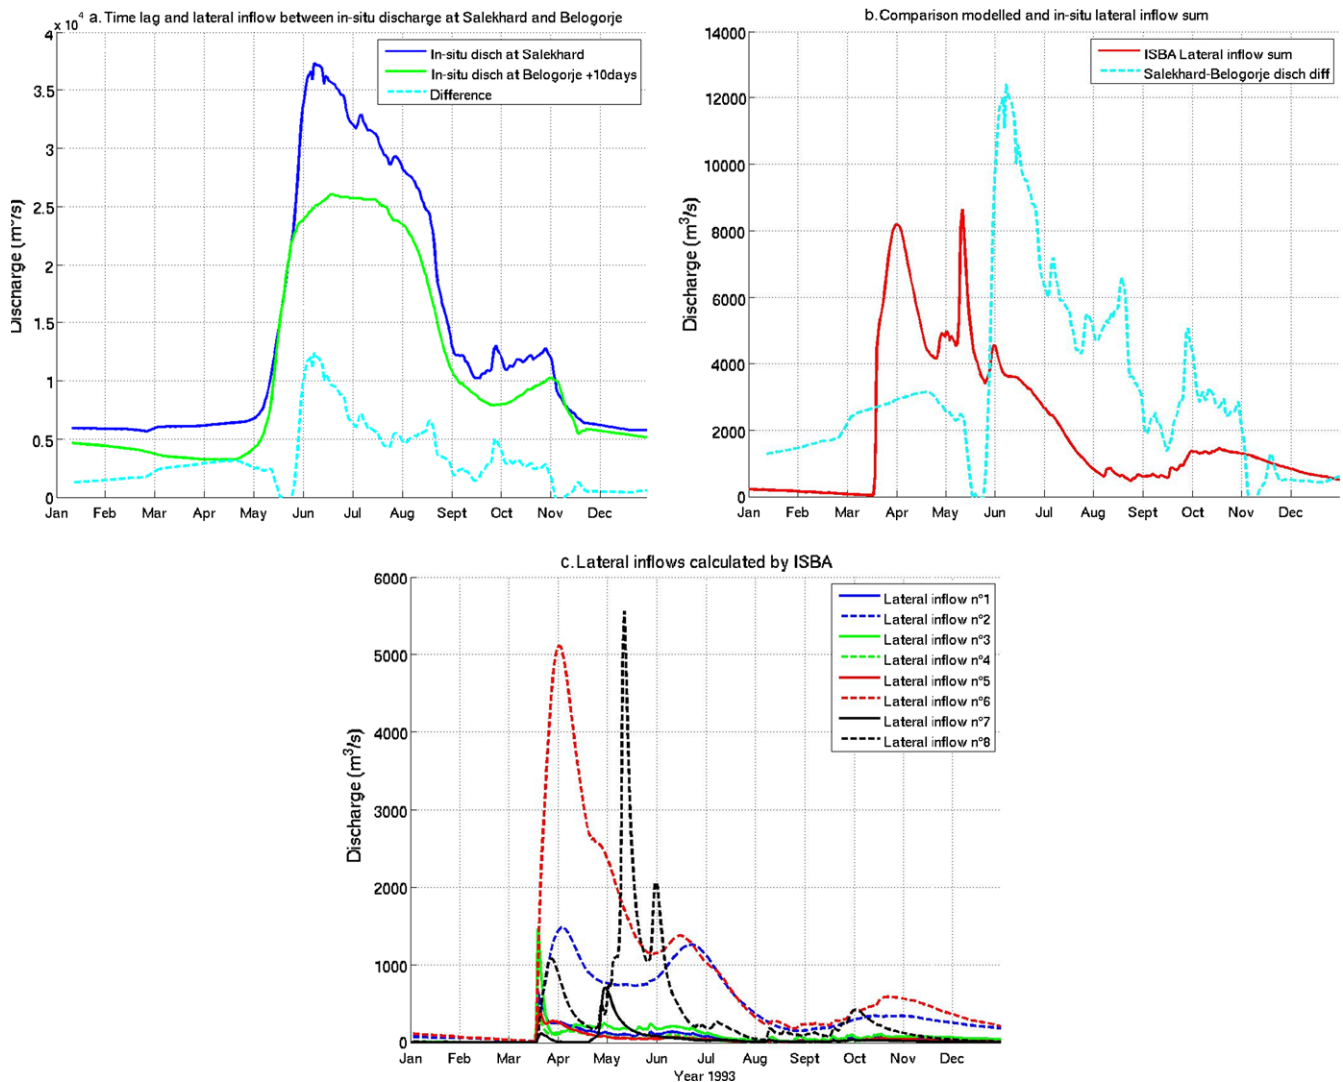 a. Time lag and lateral inflow between in-situ discharge at Salekhard and Belogorje
x 10⁴
4
3.5
3
2.5
2
1.5
1
0.5
0
Discharge (m³/s)
In-situ disch at Salekhard
In-situ disch at Belogorje +10days
Difference
Jan Feb Mar Apr May Jun Jul Aug Sept Oct Nov Dec
b. Comparison modelled and in-situ lateral inflow sum
14000
12000
10000
8000
6000
4000
2000
0
Discharge (m³/s)
ISBA Lateral inflow sum
Salekhard-Belogorje disch diff
Jan Feb Mar Apr May Jun Jul Aug Sept Oct Nov Dec
c. Lateral inflows calculated by ISBA
6000
5000
4000
3000
2000
1000
0
Discharge (m³/s)
Lateral inflow n°1
Lateral inflow n°2
Lateral inflow n°3
Lateral inflow n°4
Lateral inflow n°5
Lateral inflow n°6
Lateral inflow n°7
Lateral inflow n°8
Jan Feb Mar Apr May Jun Jul Aug Sept Oct Nov Dec
Year 1993